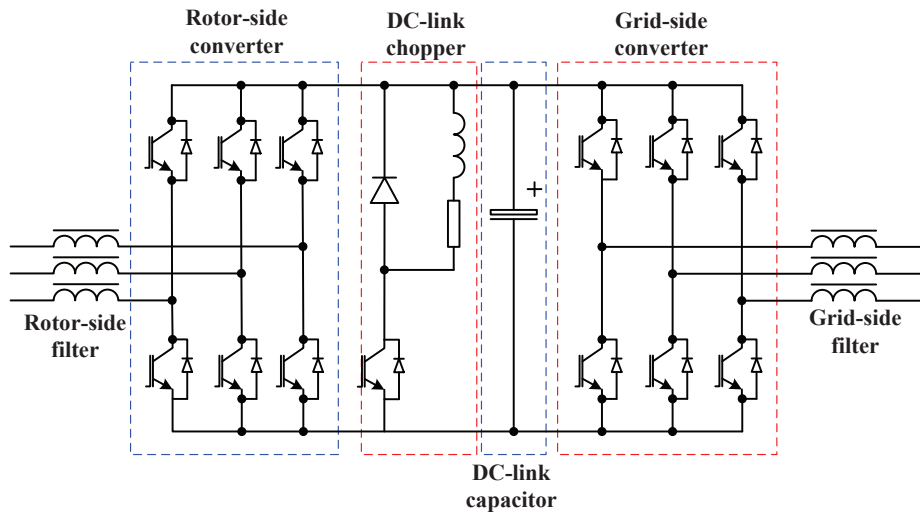 Rotor-side
converter
DC-link
chopper
Grid-side
converter
+
Rotor-side
filter
Grid-side
filter
DC-link
capacitor